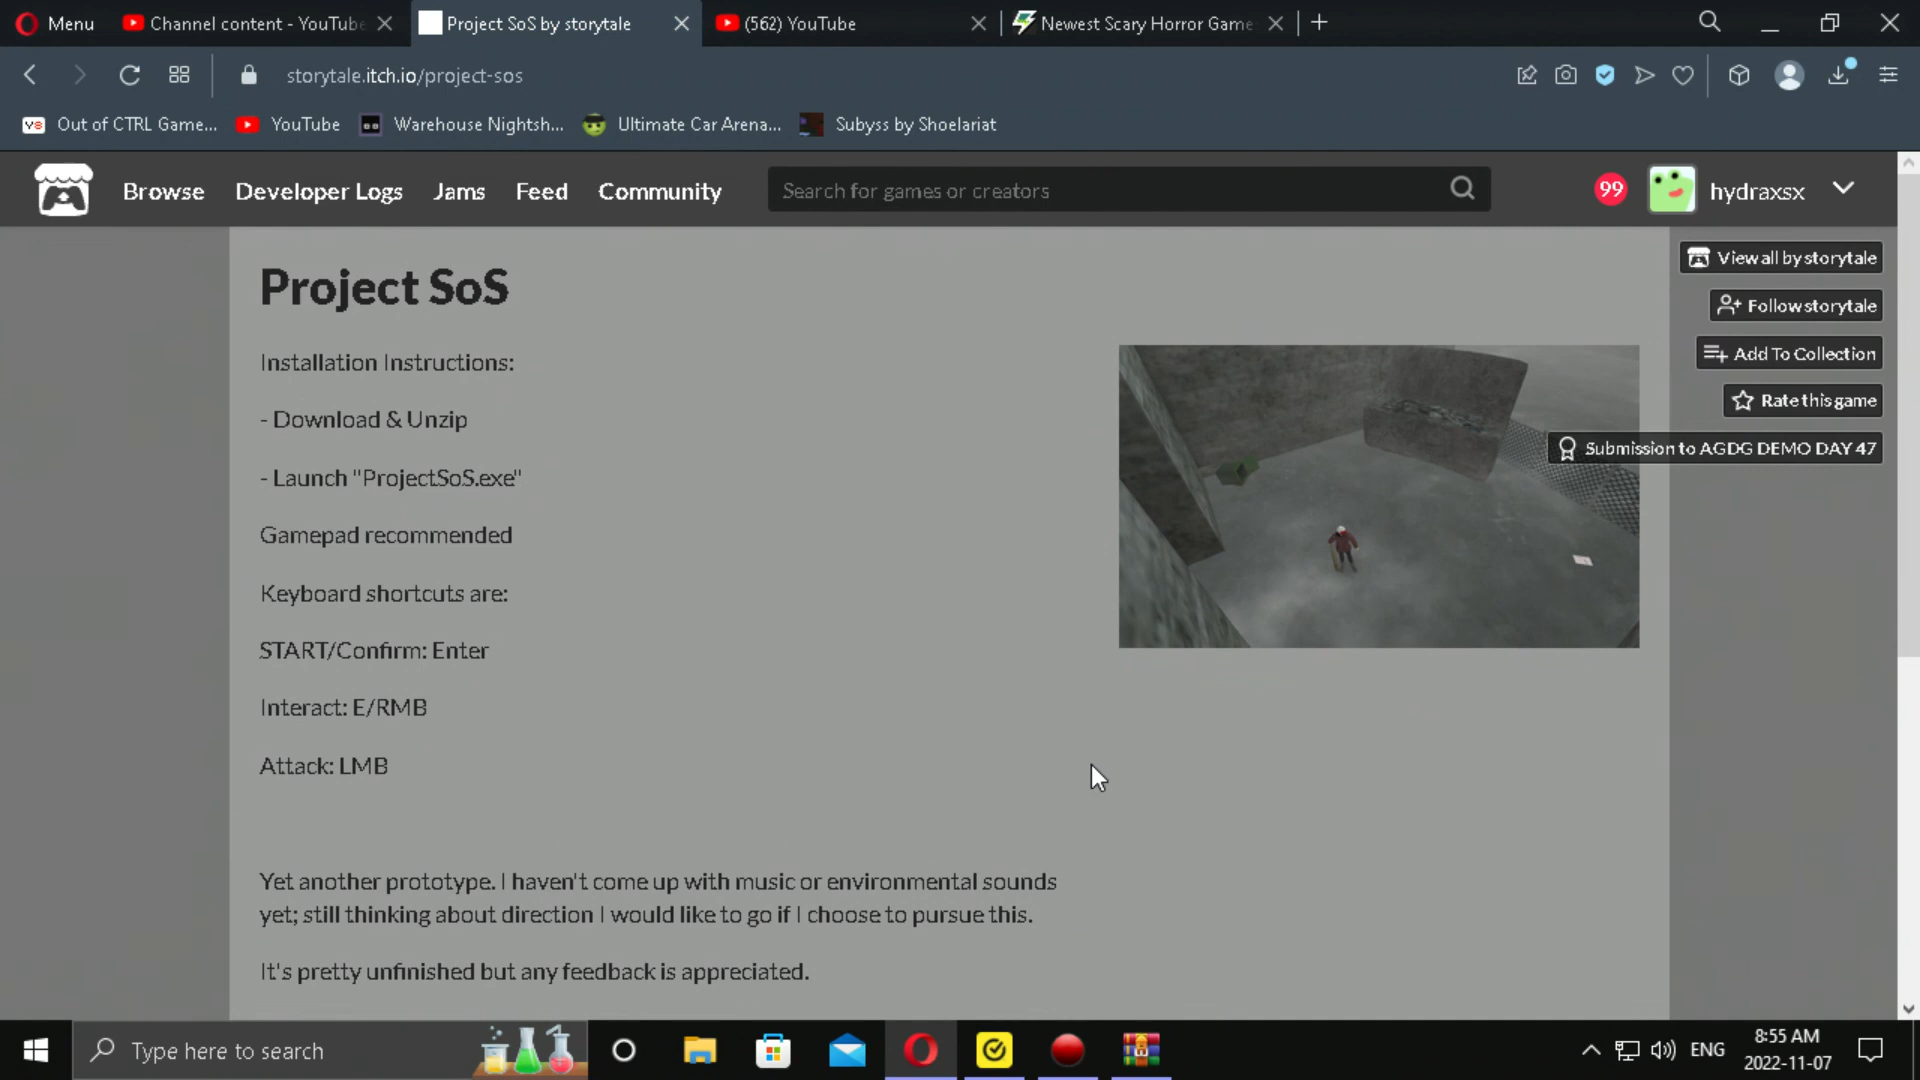 Menu
Channel content - YouTube
Project SoS by storytale
(562) YouTube
Newest Scary Horror Game
storytale.itch.io/project-sos
Out of CTRL Game...
YouTube
Warehouse Nightsh...
Ultimate Car Arena...
Subyss by Shoelariat
Browse
Developer Logs
Jams
Feed
Community
Search for games or creators
99
hydraxsx
View all by storytale
Follow storytale
Add To Collection
Rate this game
Submission to AGDG DEMO DAY 47
Project SoS
Installation Instructions:
- Download & Unzip
- Launch "ProjectSoS.exe"
Gamepad recommended
Keyboard shortcuts are:
START/Confirm: Enter
Interact: E/RMB
Attack: LMB
Yet another prototype. I haven't come up with music or environmental sounds
yet; still thinking about direction I would like to go if I choose to pursue this.
It's pretty unfinished but any feedback is appreciated.
Type here to search
ENG
8:55 AM
2022-11-07